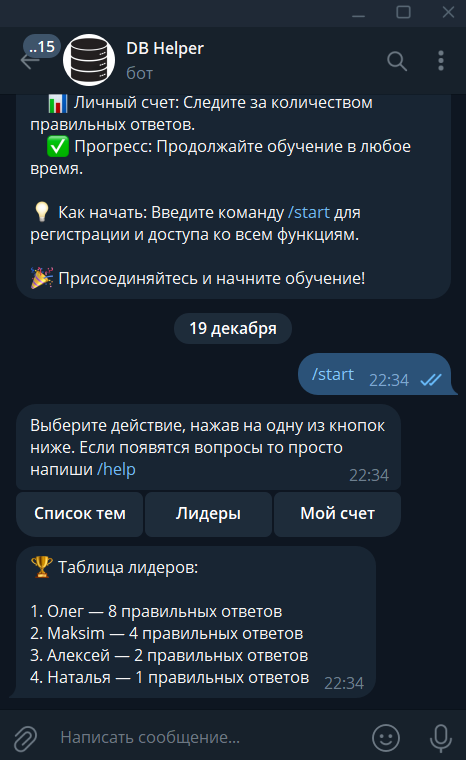 ..15
DB Helper
бот
📊 Личный счет: Следите за количеством
правильных ответов.
✅ Прогресс: Продолжайте обучение в любое
время.
💡 Как начать: Введите команду /start для
регистрации и доступа ко всем функциям.
🎉 Присоединяйтесь и начните обучение!
19 декабря
/start 22:34
Выберите действие, нажав на одну из кнопок
ниже. Если появятся вопросы то просто
напиши /help 22:34
Список тем Лидеры Мой счет
🏆 Таблица лидеров:
1. Олег — 8 правильных ответов
2. Maksim — 4 правильных ответов
3. Алексей — 2 правильных ответов
4. Наталья — 1 правильных ответов 22:34
Написать сообщение...